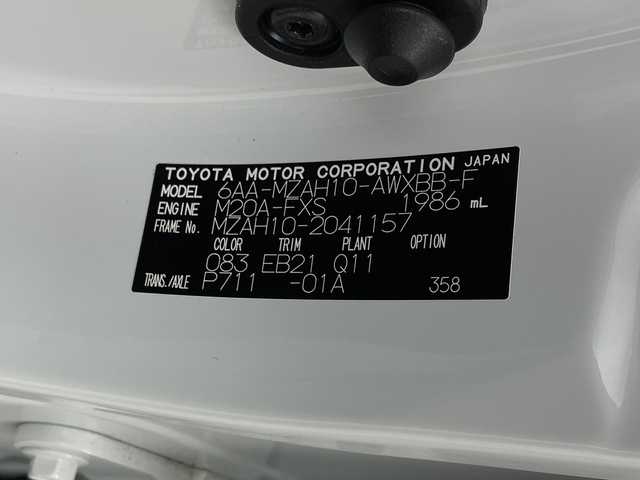 TOYOTA MOTOR CORPORATION JAPAN
MODEL 6AA-MZAH10-AWXBB-F
ENGINE M20A-FXS 1986 mL
FRAME No. MZAH10-2041157
COLOR TRIM PLANT OPTION
083 EB21 Q11
TRANS./AXLE P711 -01A 358